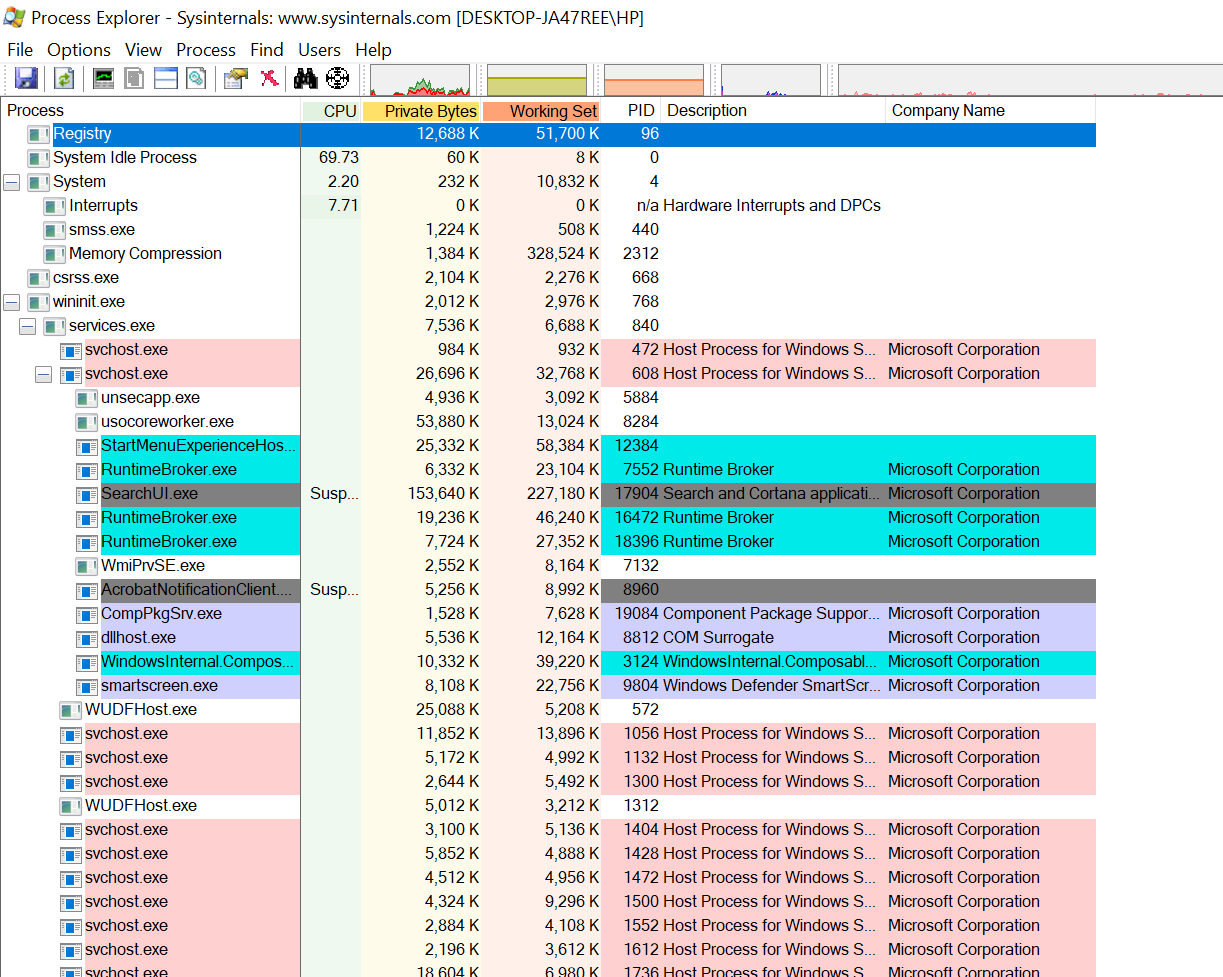 Process Explorer - Sysinternals: www.sysinternals.com [DESKTOP-JA47REE\HP]
File Options View Process Find Users Help
Process CPU Private Bytes Working Set PID Description Company Name
Registry 12,688 K 51,700 K 96
System Idle Process 69.73 60 K 8 K 0
System 2.20 232 K 10,832 K 4
Interrupts 7.71 0 K 0 K n/a Hardware Interrupts and DPCs
smss.exe 1,224 K 508 K 440
Memory Compression 1,384 K 328,524 K 2312
csrss.exe 2,104 K 2,276 K 668
wininit.exe 2,012 K 2,976 K 768
services.exe 7,536 K 6,688 K 840
svchost.exe 984 K 932 K 472 Host Process for Windows S... Microsoft Corporation
svchost.exe 26,696 K 32,768 K 608 Host Process for Windows S... Microsoft Corporation
unsecapp.exe 4,936 K 3,092 K 5884
usocoreworker.exe 53,880 K 13,024 K 8284
StartMenuExperienceHos... 25,332 K 58,384 K 12384
RuntimeBroker.exe 6,332 K 23,104 K 7552 Runtime Broker Microsoft Corporation
SearchUI.exe Susp... 153,640 K 227,180 K 17904 Search and Cortana applicati... Microsoft Corporation
RuntimeBroker.exe 19,236 K 46,240 K 16472 Runtime Broker Microsoft Corporation
RuntimeBroker.exe 7,724 K 27,352 K 18396 Runtime Broker Microsoft Corporation
WmiPrvSE.exe 2,552 K 8,164 K 7132
AcrobatNotificationClient.... Susp... 5,256 K 8,992 K 8960
CompPkgSrv.exe 1,528 K 7,628 K 19084 Component Package Suppor... Microsoft Corporation
dllhost.exe 5,536 K 12,164 K 8812 COM Surrogate Microsoft Corporation
WindowsInternal.Compos... 10,332 K 39,220 K 3124 WindowsInternal.Composabl... Microsoft Corporation
smartscreen.exe 8,108 K 22,756 K 9804 Windows Defender SmartScr... Microsoft Corporation
WUDFHost.exe 25,088 K 5,208 K 572
svchost.exe 11,852 K 13,896 K 1056 Host Process for Windows S... Microsoft Corporation
svchost.exe 5,172 K 4,992 K 1132 Host Process for Windows S... Microsoft Corporation
svchost.exe 2,644 K 5,492 K 1300 Host Process for Windows S... Microsoft Corporation
WUDFHost.exe 5,012 K 3,212 K 1312
svchost.exe 3,100 K 5,136 K 1404 Host Process for Windows S... Microsoft Corporation
svchost.exe 5,852 K 4,888 K 1428 Host Process for Windows S... Microsoft Corporation
svchost.exe 4,512 K 4,956 K 1472 Host Process for Windows S... Microsoft Corporation
svchost.exe 4,324 K 9,296 K 1500 Host Process for Windows S... Microsoft Corporation
svchost.exe 2,884 K 4,108 K 1552 Host Process for Windows S... Microsoft Corporation
svchost.exe 2,196 K 3,612 K 1612 Host Process for Windows S... Microsoft Corporation
svchost.exe 18,604 K 6,980 K 1736 Host Process for Windows S... Microsoft Corporation